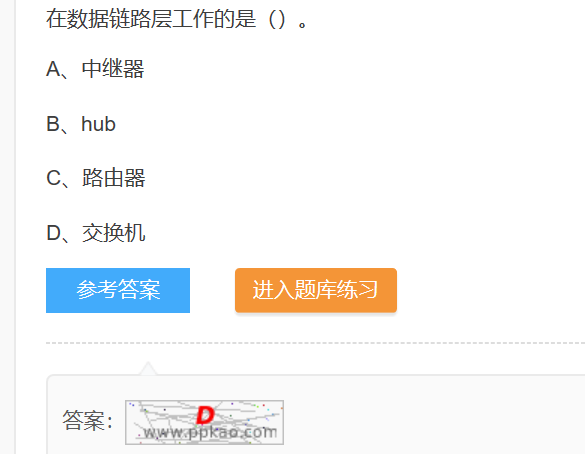 在数据链路层工作的是（）。
A、中继器
B、hub
C、路由器
D、交换机
参考答案 进入题库练习
答案： D
www.ppkao.com